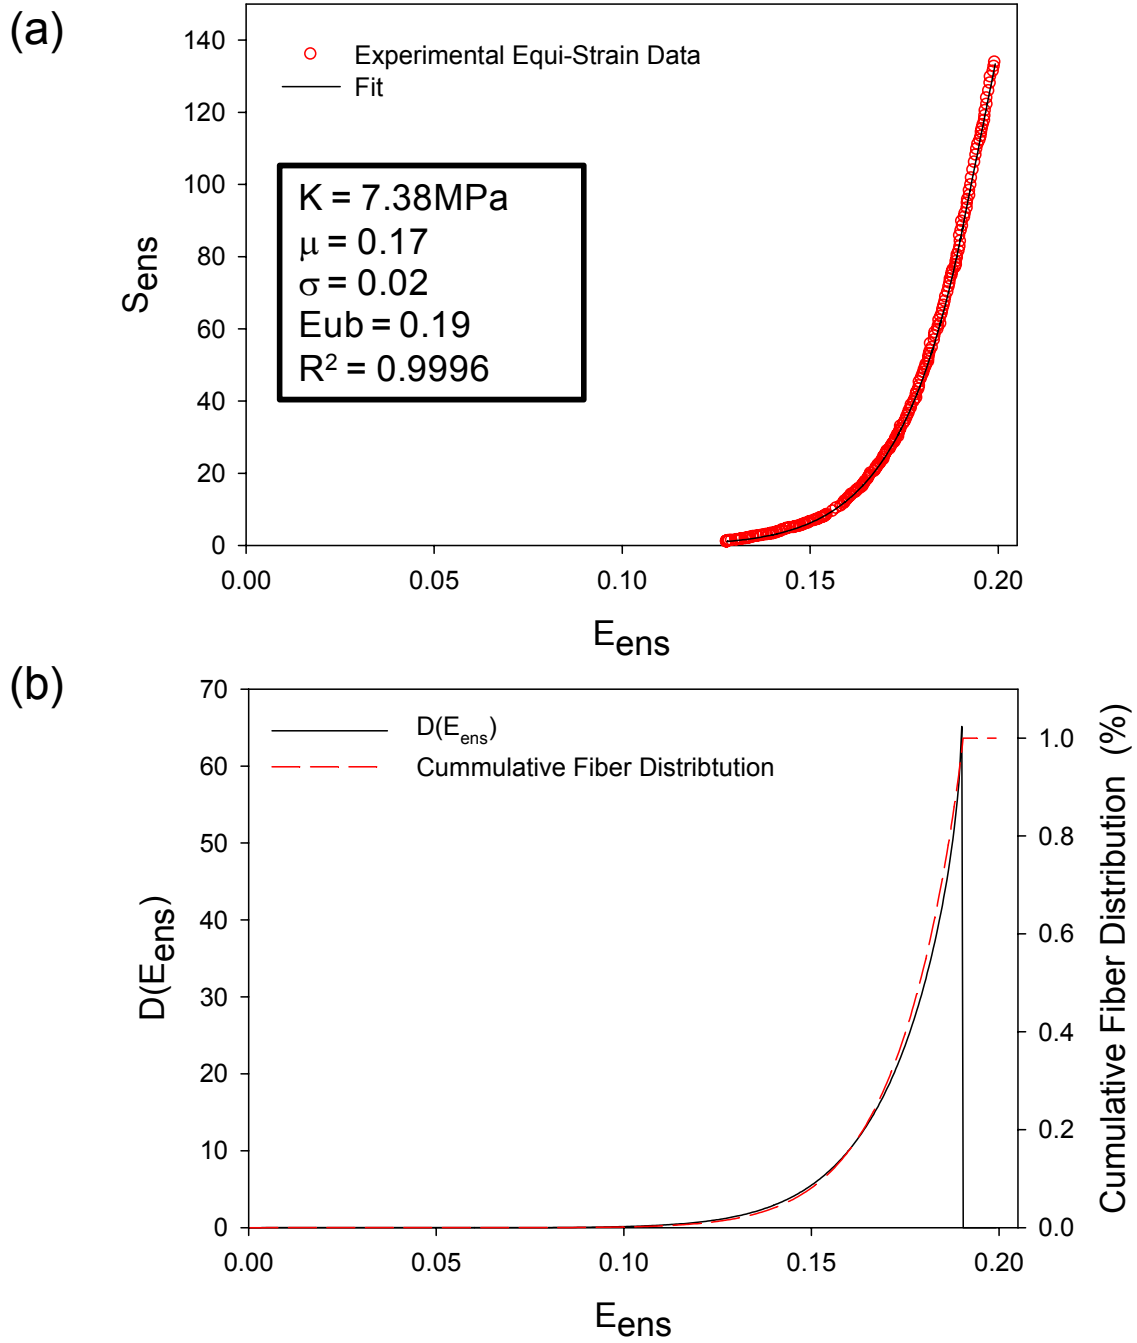 (a)
140
120
100
80
60
40
20
0
Sens
Experimental Equi-Strain Data
Fit
K = 7.38MPa
μ = 0.17
σ = 0.02
Eub = 0.19
R² = 0.9996
0.00 0.05 0.10 0.15 0.20
Eens
(b)
70
60
50
40
30
20
10
0
D(Eens)
D(Eens)
Cummulative Fiber Distribtution
1.0
0.8
0.6
0.4
0.2
0.0
Cumulative Fiber Distribution (%)
0.00 0.05 0.10 0.15 0.20
Eens